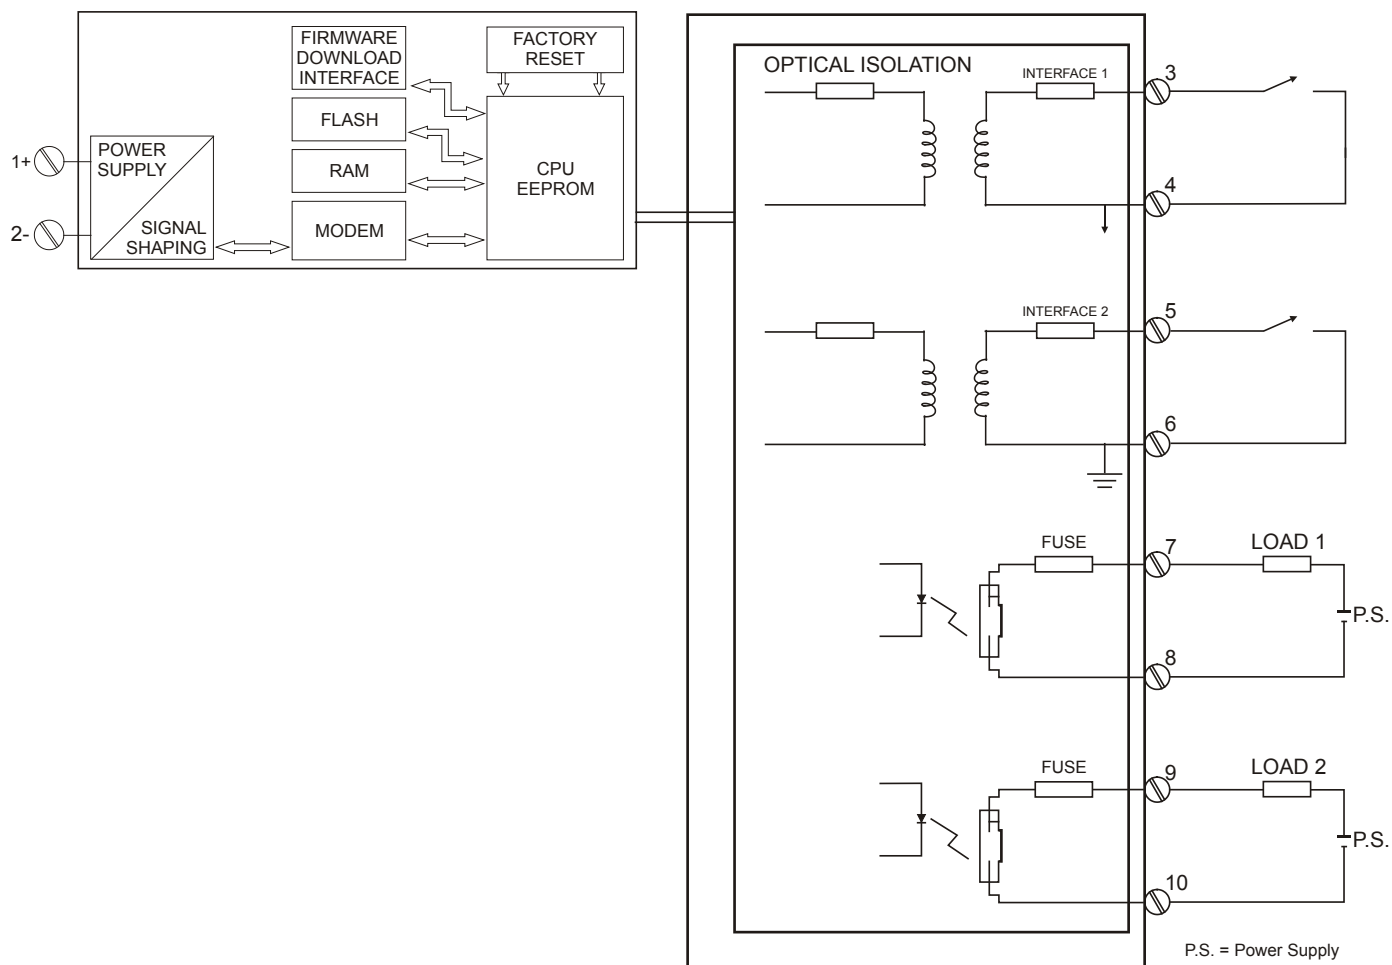 FIRMWARE
DOWNLOAD
INTERFACE
FACTORY
RESET
FLASH
RAM
MODEM
CPU
EEPROM
1+
2-
POWER
SUPPLY
SIGNAL
SHAPING
OPTICAL ISOLATION
INTERFACE 1
3
4
INTERFACE 2
5
6
FUSE
7
LOAD 1
P.S.
8
FUSE
9
LOAD 2
P.S.
10
P.S. = Power Supply